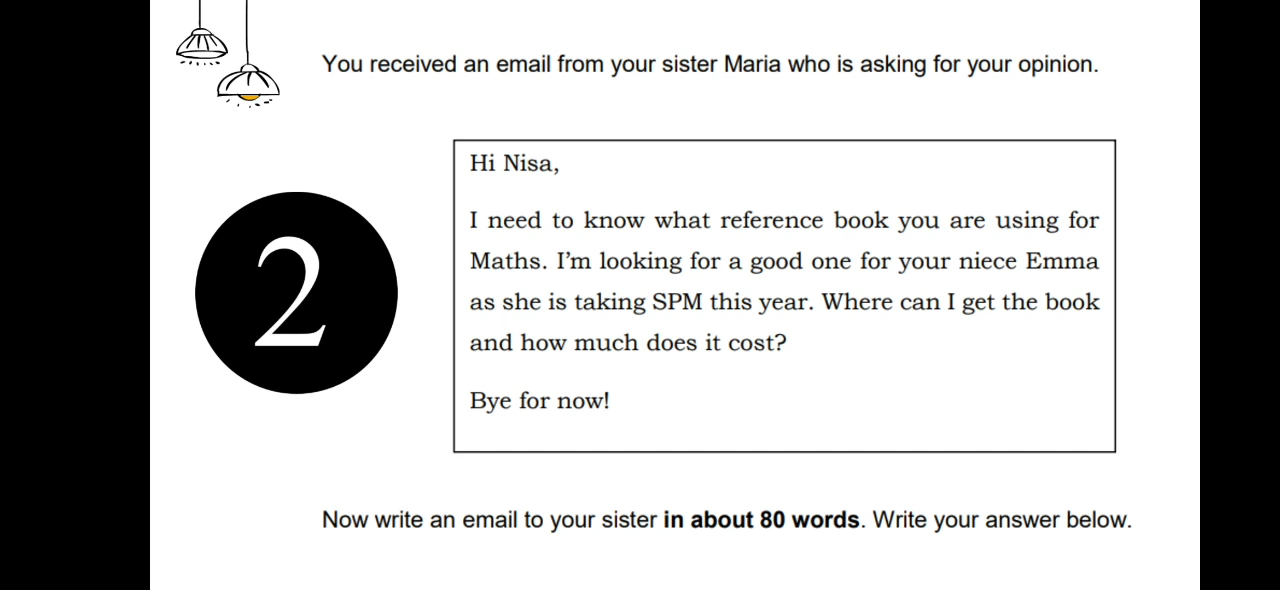 You received an email from your sister Maria who is asking for your opinion.
Hi Nisa,
I need to know what reference book you are using for
Maths. I'm looking for a good one for your niece Emma
as she is taking SPM this year. Where can I get the book
and how much does it cost?
Bye for now!
2
Now write an email to your sister in about 80 words. Write your answer below.